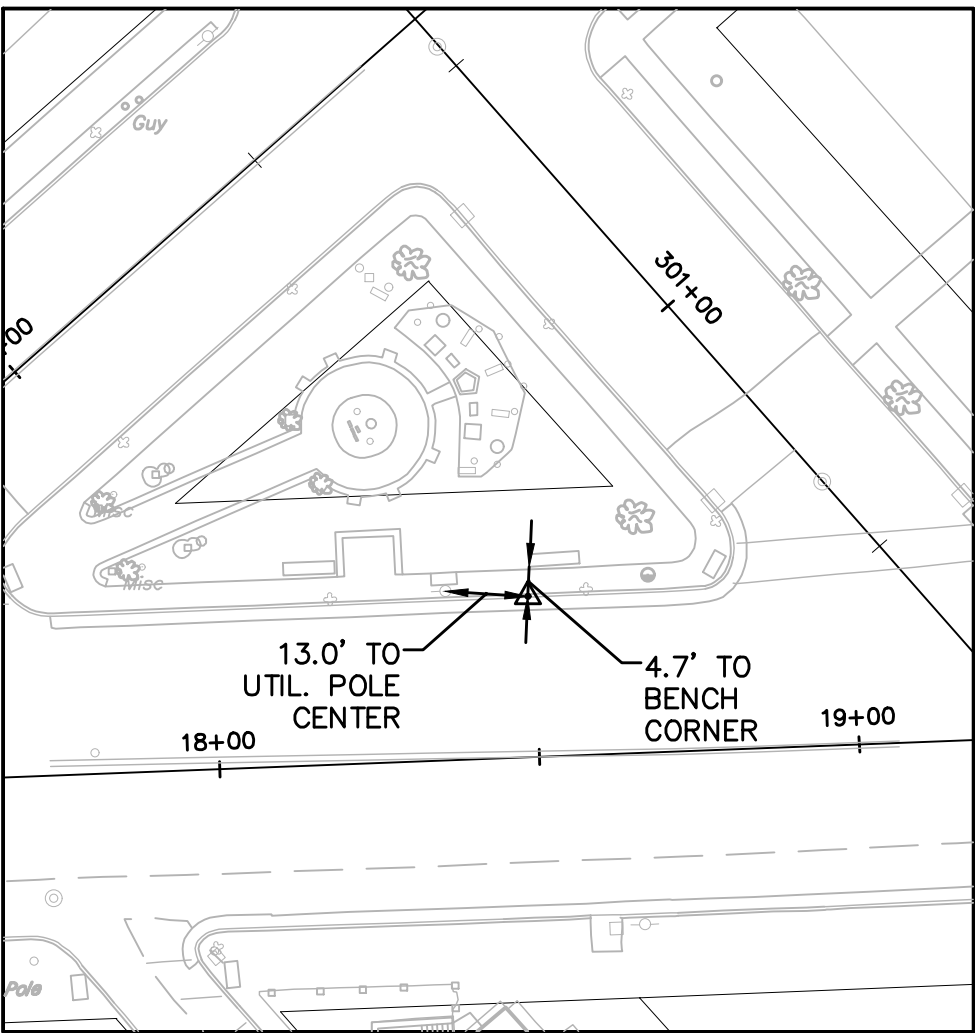 Guy
301+00
+00
Misc
Misc
13.0' TO
UTIL. POLE
CENTER
4.7' TO
BENCH
CORNER
18+00
19+00
Pole